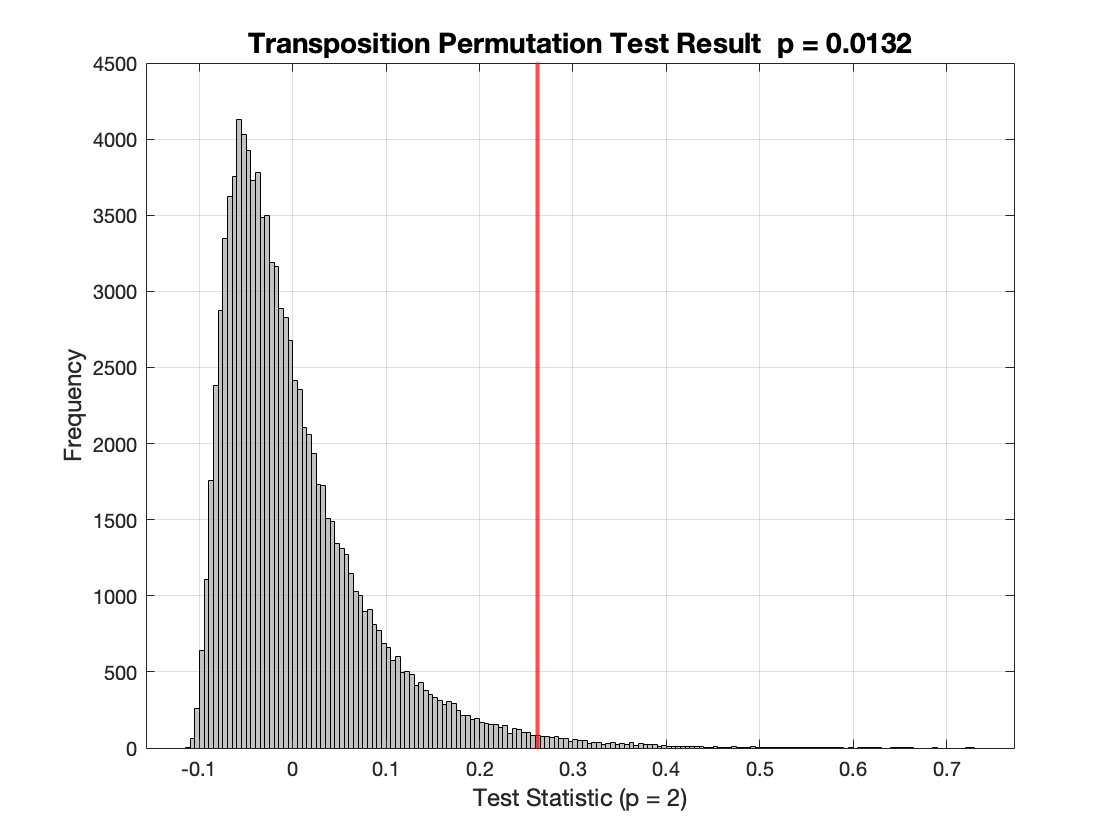 Transposition Permutation Test Result  p = 0.0132
4500
4000
3500
3000
2500
2000
1500
1000
500
0
Frequency
-0.1 0 0.1 0.2 0.3 0.4 0.5 0.6 0.7
Test Statistic (p = 2)